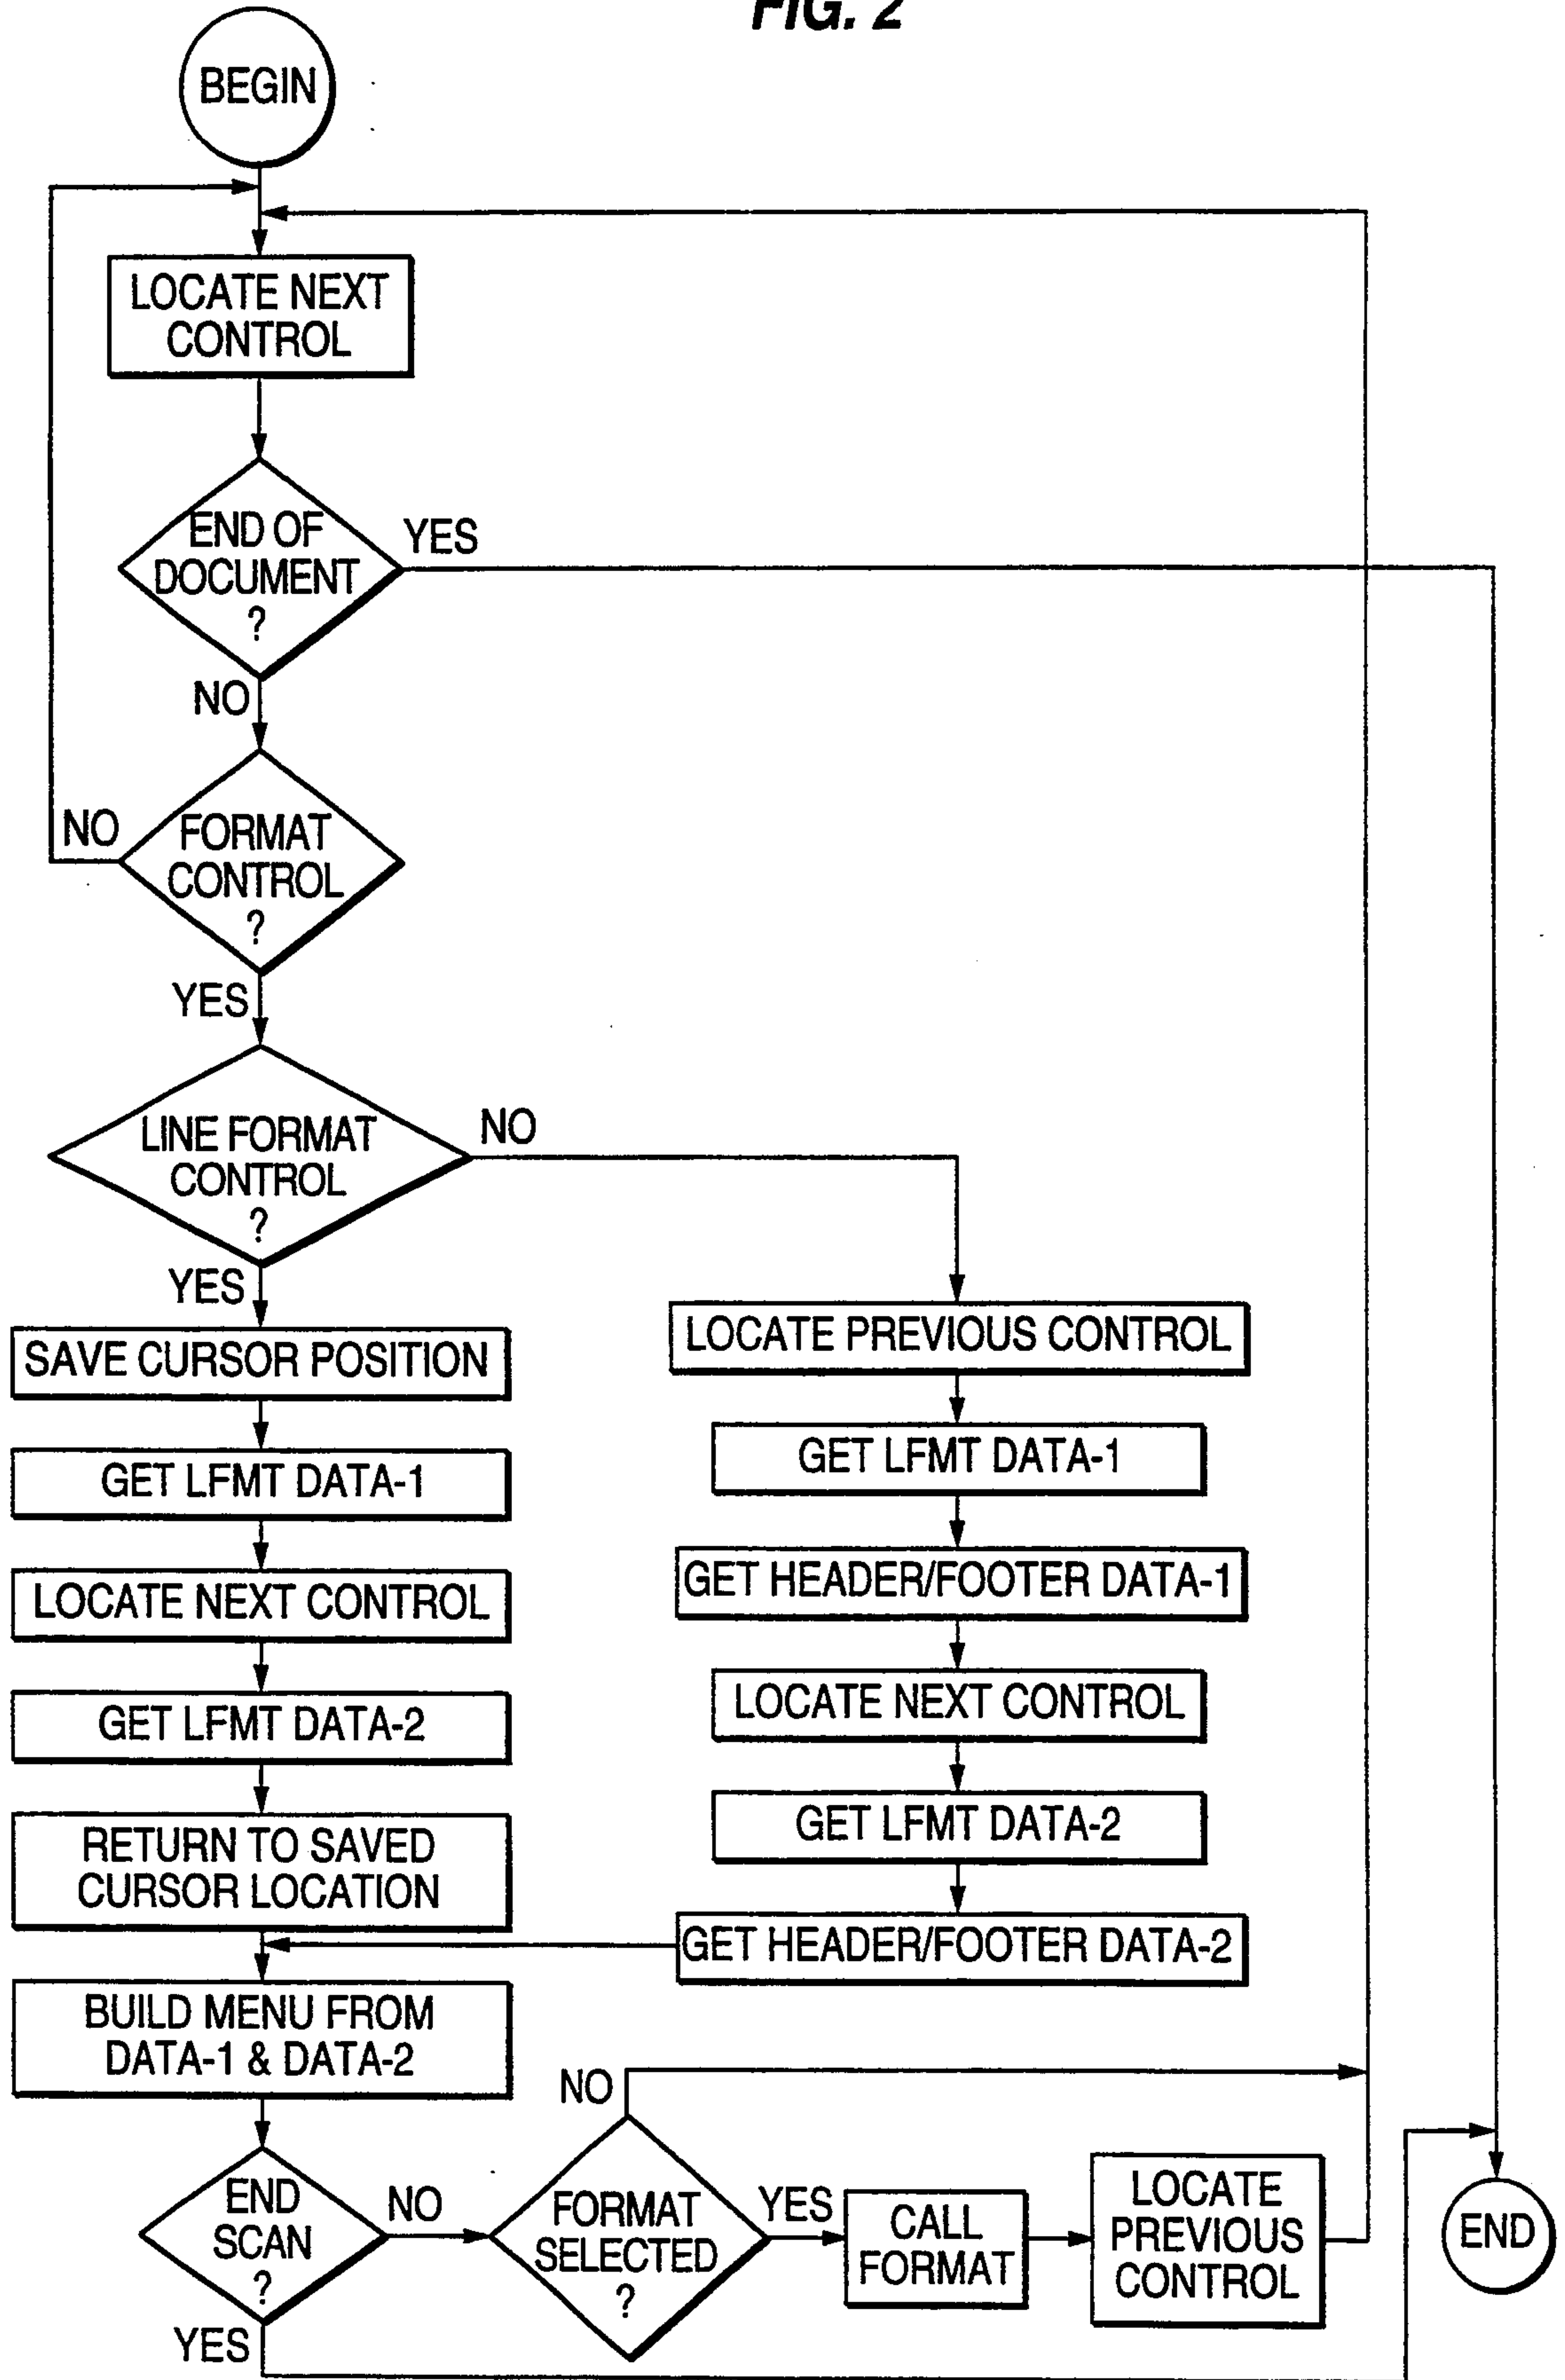 FIG. 2
BEGIN
LOCATE NEXT
CONTROL
END OF
DOCUMENT
?
YES
NO
FORMAT
CONTROL
?
NO
YES
LINE FORMAT
CONTROL
?
NO
YES
SAVE CURSOR POSITION
GET LFMT DATA-1
LOCATE NEXT CONTROL
GET LFMT DATA-2
RETURN TO SAVED
CURSOR LOCATION
LOCATE PREVIOUS CONTROL
GET LFMT DATA-1
GET HEADER/FOOTER DATA-1
LOCATE NEXT CONTROL
GET LFMT DATA-2
GET HEADER/FOOTER DATA-2
BUILD MENU FROM
DATA-1 & DATA-2
END
SCAN
?
NO
YES
FORMAT
SELECTED
?
NO
YES
CALL
FORMAT
LOCATE
PREVIOUS
CONTROL
END